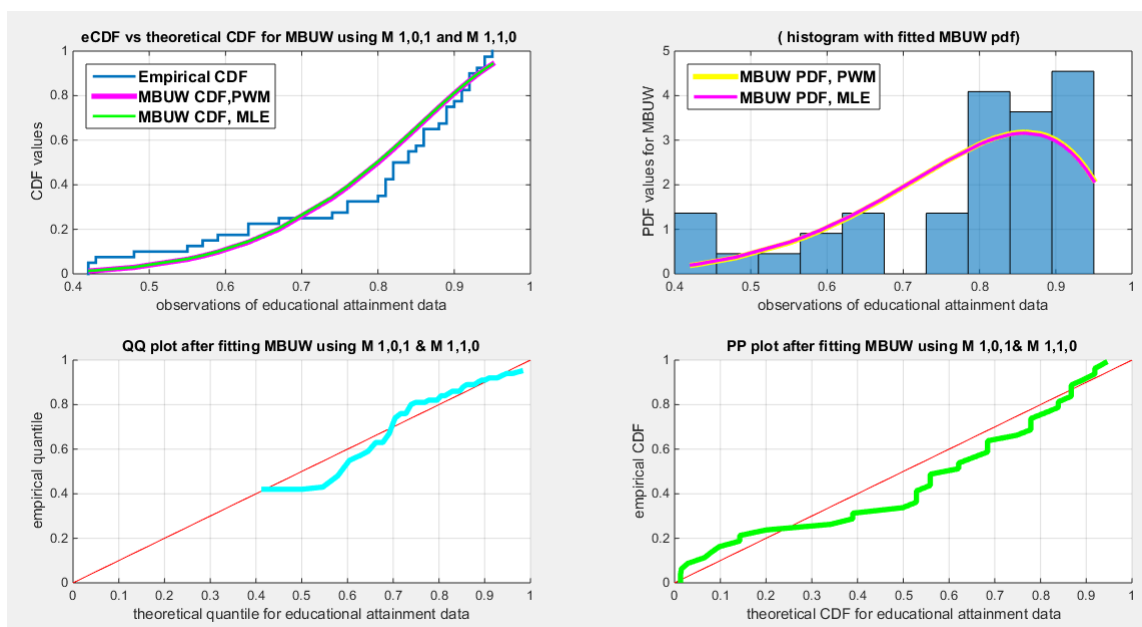 eCDF vs theoretical CDF for MBUW using M 1,0,1 and M 1,1,0
CDF values
1
0.8
0.6
0.4
0.2
0
Empirical CDF
MBUW CDF,PWM
MBUW CDF, MLE
0.4 0.5 0.6 0.7 0.8 0.9 1
observations of educational attainment data
( histogram with fitted MBUW pdf)
PDF values for MBUW
5
4
3
2
1
0
MBUW PDF, PWM
MBUW PDF, MLE
0.4 0.5 0.6 0.7 0.8 0.9 1
observations of educational attainment data
QQ plot after fitting MBUW using M 1,0,1 & M 1,1,0
empirical quantile
1
0.8
0.6
0.4
0.2
0
0 0.1 0.2 0.3 0.4 0.5 0.6 0.7 0.8 0.9 1
theoretical quantile for educational attainment data
PP plot after fitting MBUW using M 1,0,1& M 1,1,0
empirical CDF
1
0.8
0.6
0.4
0.2
0
0 0.1 0.2 0.3 0.4 0.5 0.6 0.7 0.8 0.9 1
theoretical CDF for educational attainment data